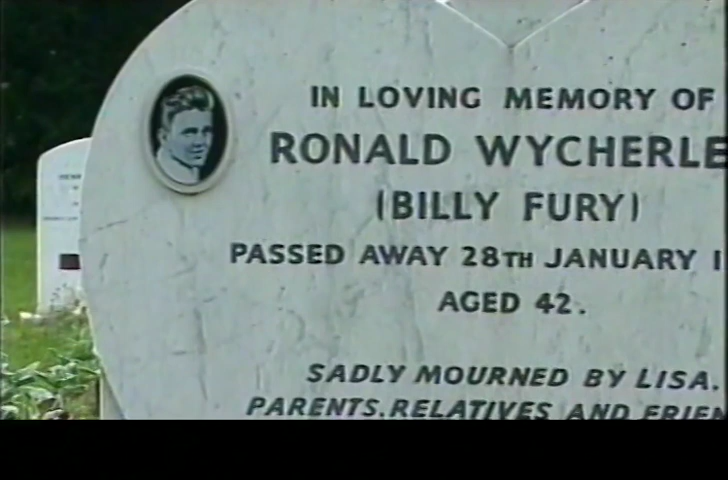 IN LOVING MEMORY OF
RONALD WYCHERLE
(BILLY FURY)
PASSED AWAY 28TH JANUARY 1
AGED 42.
SADLY MOURNED BY LISA.
PARENTS. RELATIVES AND FRIEN